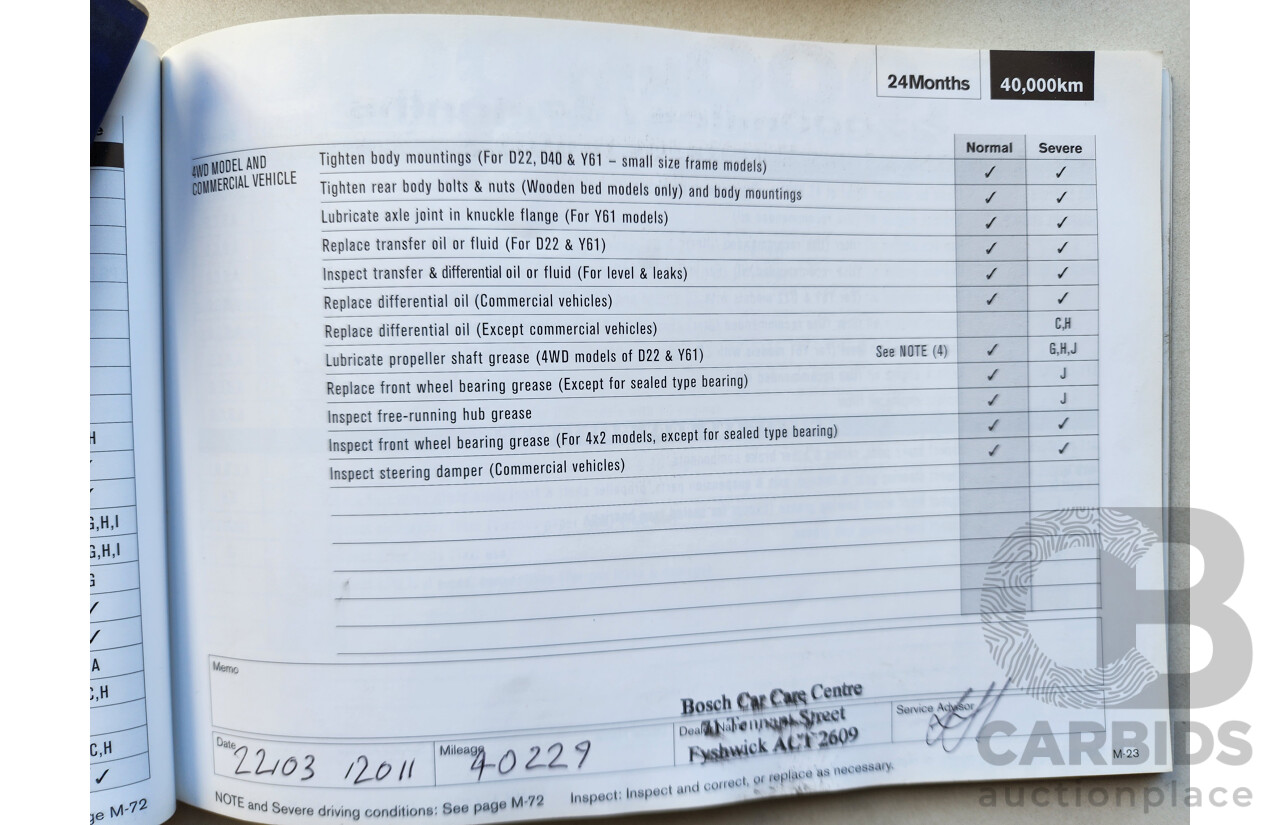 24Months 40,000km
Normal Severe
4WD MODEL AND
COMMERCIAL VEHICLE
Tighten body mountings (For D22, D40 & Y61 – small size frame models) ✓ ✓
Tighten rear body bolts & nuts (Wooden bed models only) and body mountings ✓ ✓
Lubricate axle joint in knuckle flange (For Y61 models) ✓ ✓
Replace transfer oil or fluid (For D22 & Y61) ✓ ✓
Inspect transfer & differential oil or fluid (For level & leaks) ✓ ✓
Replace differential oil (Commercial vehicles) ✓ ✓
Replace differential oil (Except commercial vehicles) C,H
Lubricate propeller shaft grease (4WD models of D22 & Y61) See NOTE (4) ✓ G,H,J
Replace front wheel bearing grease (Except for sealed type bearing) ✓ J
Inspect free-running hub grease ✓ J
Inspect front wheel bearing grease (For 4x2 models, except for sealed type bearing) ✓ ✓
Inspect steering damper (Commercial vehicles) ✓ ✓
Memo
Bosch Car Care Centre
Street
Fyshwick ACT 2609
Service Advisor
Date 22/03 /2011
Mileage 40229
NOTE and Severe driving conditions: See page M-72 Inspect: Inspect and correct, or replace as necessary.
M-23
H
G,H,I
G,H,I
G
✓
✓
A
C,H
C,H
✓
ge M-72
CB
CARBIDS
auctionplace